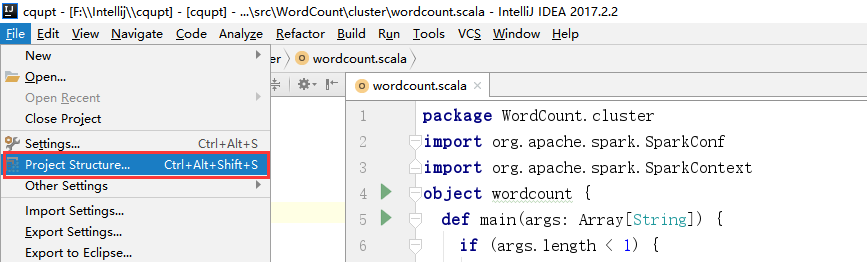 cqupt - [F:\\Intellij\\cqupt] - [cqupt] - ...\src\WordCount\cluster\wordcount.scala - IntelliJ IDEA 2017.2.2
File Edit View Navigate Code Analyze Refactor Build Run Tools VCS Window Help
New
er wordcount.scala
Open...
Open Recent
Close Project
Settings... Ctrl+Alt+S
Project Structure... Ctrl+Alt+Shift+S
Other Settings
Import Settings...
Export Settings...
Export to Eclipse...
wordcount.scala
1 package WordCount.cluster
2 import org.apache.spark.SparkConf
3 import org.apache.spark.SparkContext
4 object wordcount {
5 def main(args: Array[String]) {
6 if (args.length < 1) {